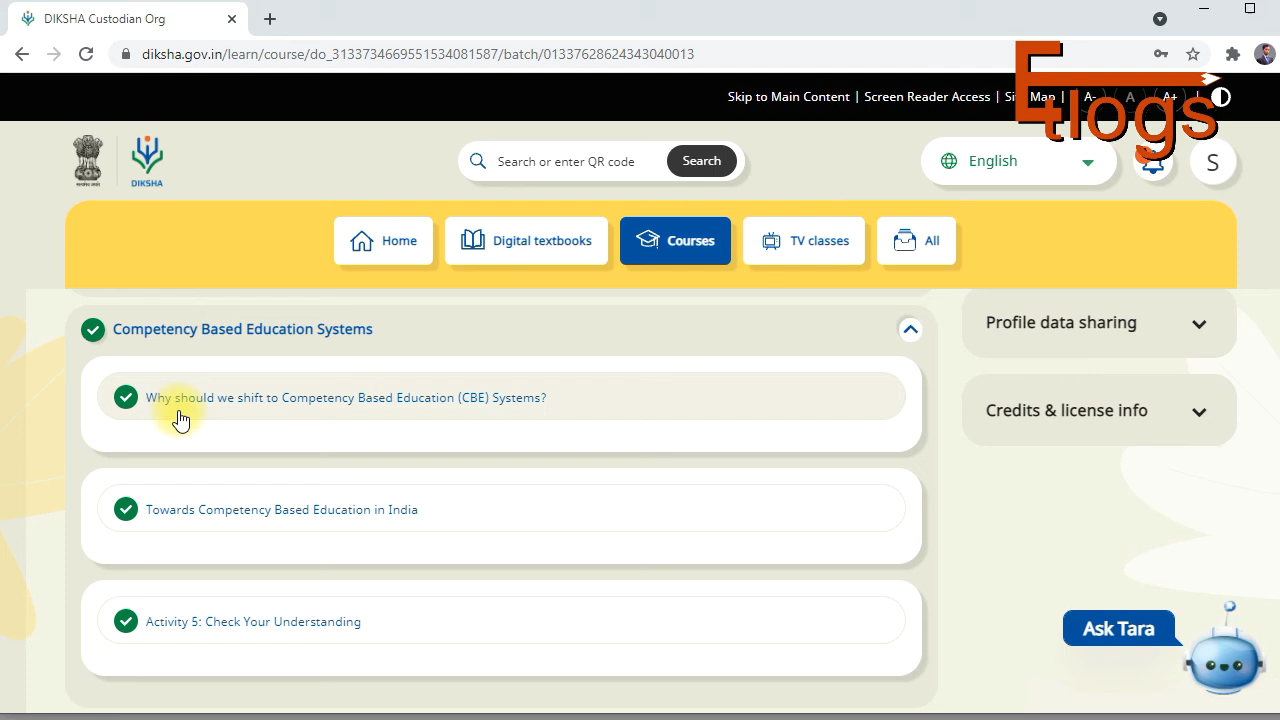 DIKSHA Custodian Org
diksha.gov.in/learn/course/do_31337346695515340​81587/batch/01337628624343040013
Skip to Main Content | Screen Reader Access | Site Map | A- A A+ |
Etlogs
DIKSHA
Search or enter QR code
Search
English
S
Home
Digital textbooks
Courses
TV classes
All
Competency Based Education Systems
Profile data sharing
Why should we shift to Competency Based Education (CBE) Systems?
Credits & license info
Towards Competency Based Education in India
Activity 5: Check Your Understanding
Ask Tara